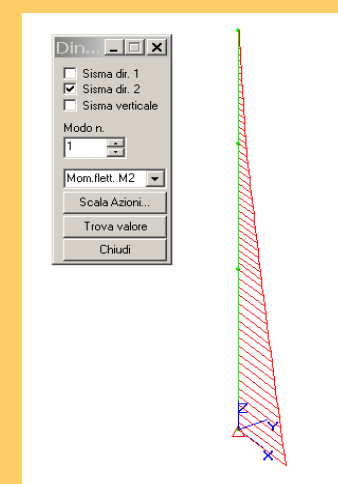 Din...
Sisma dir. 1
Sisma dir. 2
Sisma verticale
Modo n.
1
Mom.flett. M2
Scala Azioni...
Trova valore
Chiudi
Z
Y
X